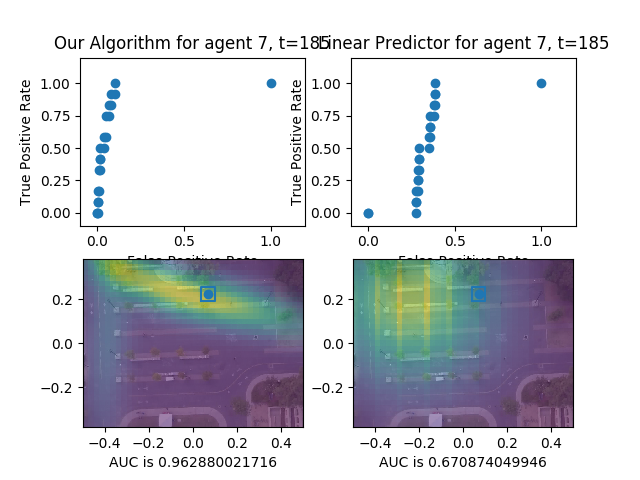 Our Algorithm for agent 7, t=185
Linear Predictor for agent 7, t=185
True Positive Rate
1.00
0.75
0.50
0.25
0.00
0.0 0.5 1.0
False Positive Rate
True Positive Rate
1.00
0.75
0.50
0.25
0.00
0.0 0.5 1.0
False Positive Rate
0.2
0.0
−0.2
−0.4 −0.2 0.0 0.2 0.4
AUC is 0.962880021716
0.2
0.0
−0.2
−0.4 −0.2 0.0 0.2 0.4
AUC is 0.670874049946